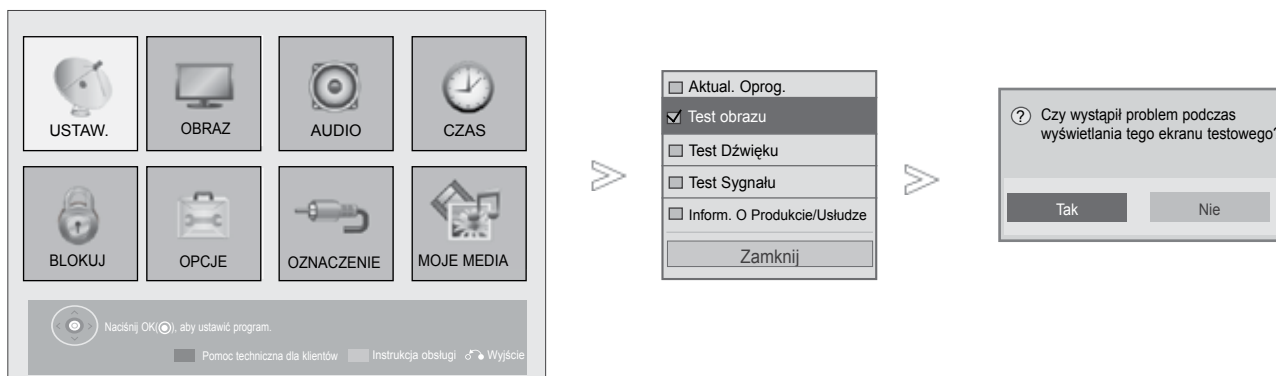 USTAW.
OBRAZ
AUDIO
CZAS
BLOKUJ
OPCJE
OZNACZENIE
MOJE MEDIA
Naciśnij OK(◉), aby ustawić program.
Pomoc techniczna dla klientów Instrukcja obsługi Wyjście
Aktual. Oprog.
Test obrazu
Test Dźwięku
Test Sygnału
Inform. O Produkcie/Usłudze
Zamknij
? Czy wystąpił problem podczas
wyświetlania tego ekranu testowego?
Tak
Nie